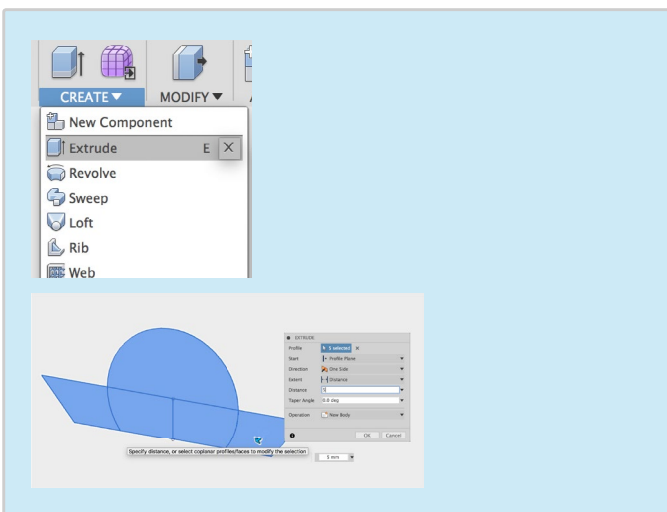 CREATE ▼ MODIFY ▼
New Component
Extrude E X
Revolve
Sweep
Loft
Rib
Web
EXTRUDE
Profile 5 selected
Start Profile Plane
Direction One Side
Extent Distance
Distance 5
Taper Angle 0.0 deg
Operation New Body
OK Cancel
Specify distance, or select coplanar profiles/faces to modify the selection
5 mm